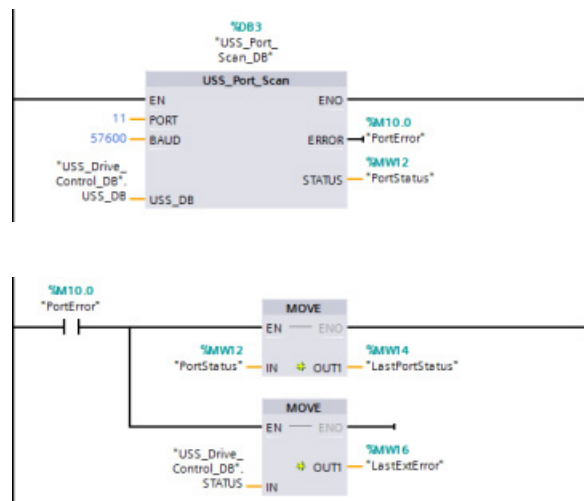 %DB3
"USS_Port_
Scan_DB"
USS_Port_Scan
EN ENO
11 PORT
%M10.0
57600 BAUD ERROR "PortError"
%MW12
"USS_Drive_
Control_DB".
STATUS "PortStatus"
USS_DB USS_DB
%M10.0
"PortError"
MOVE
EN ENO
%MW12 %MW14
"PortStatus" IN OUT1 "LastPortStatus"
MOVE
EN ENO
"USS_Drive_
%MW16
Control_DB". OUT1 "LastExtError"
STATUS IN